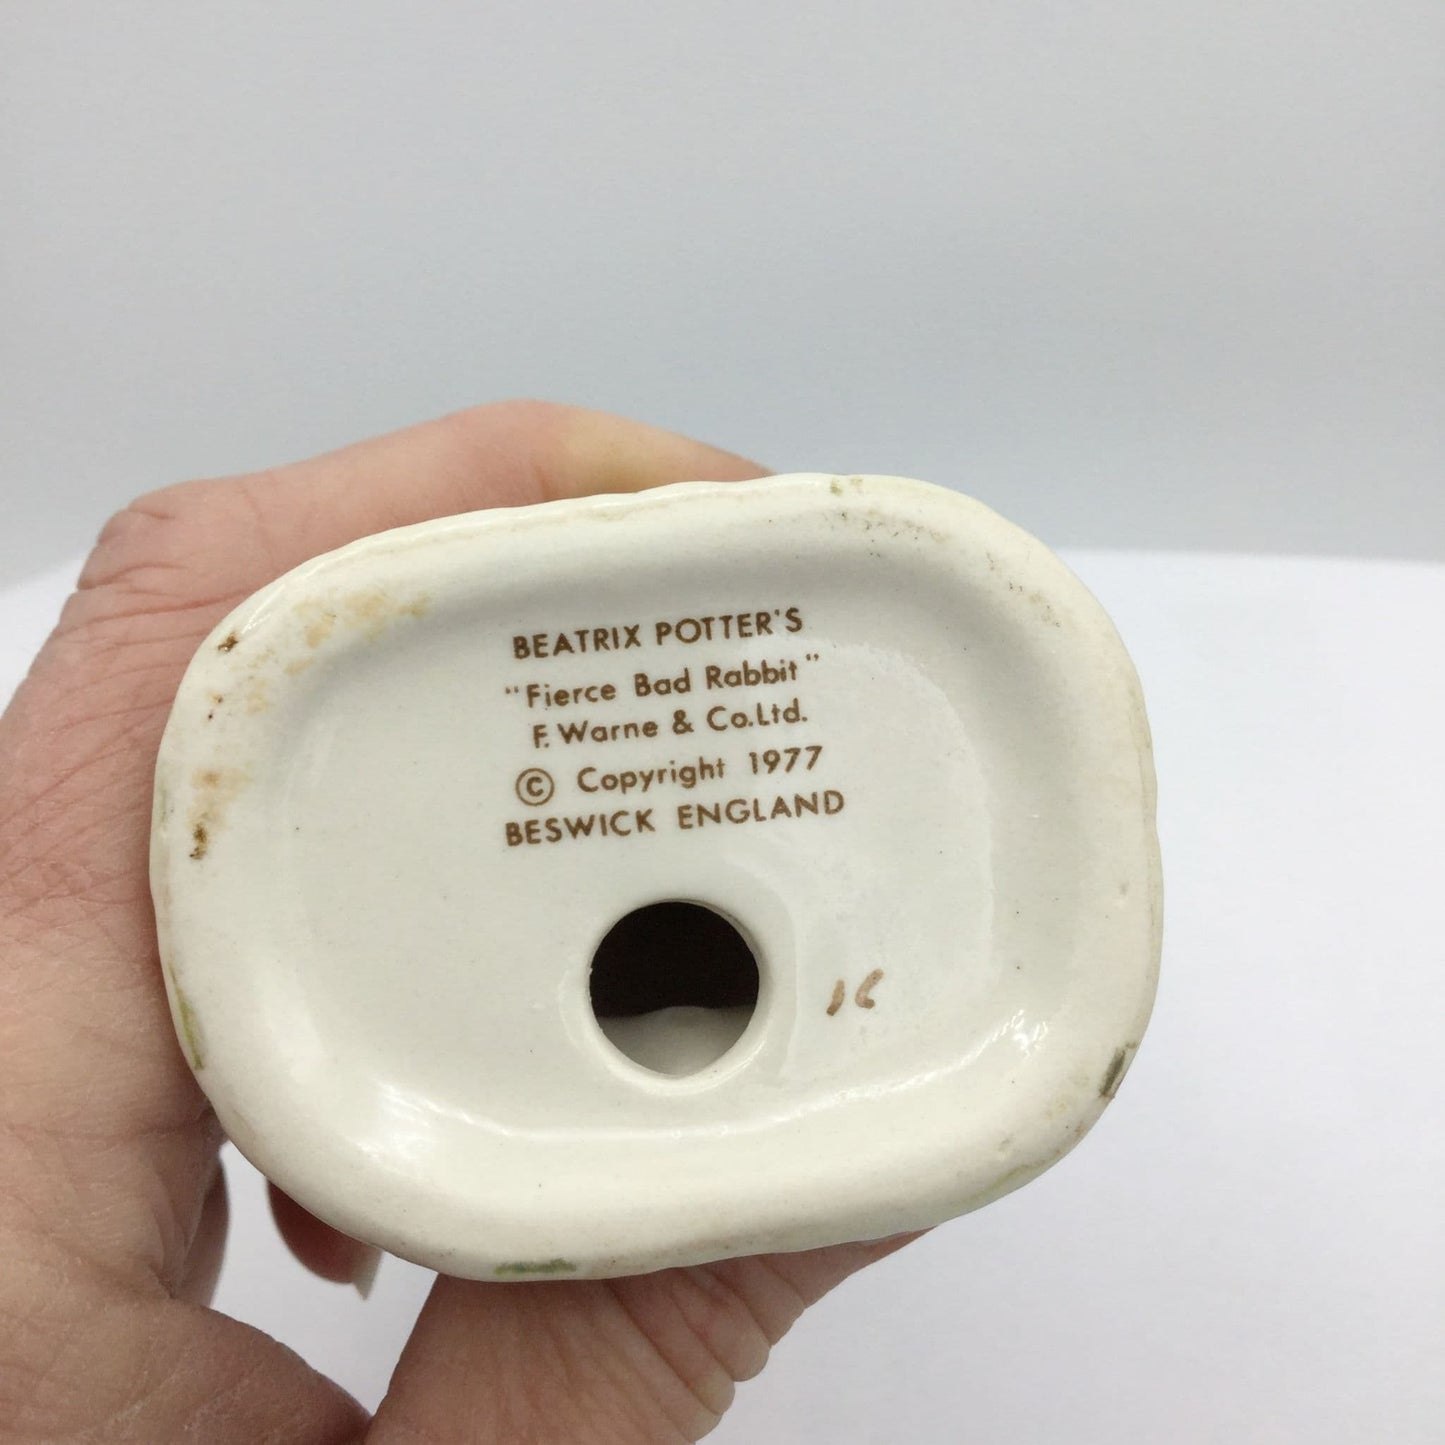 BEATRIX POTTER'S
"Fierce Bad Rabbit"
F. Warne & Co.Ltd.
© Copyright 1977
BESWICK ENGLAND